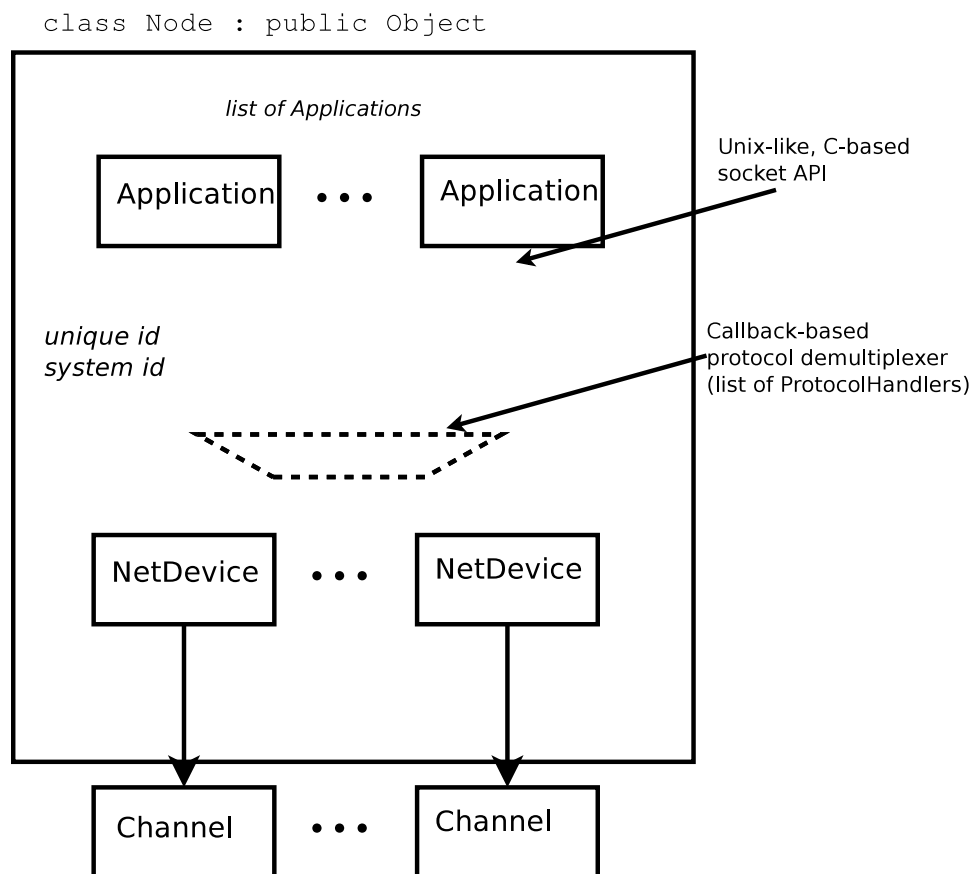 class Node : public Object
list of Applications
Unix-like, C-based
socket API
Application ••• Application
unique id
system id
Callback-based
protocol demultiplexer
(list of ProtocolHandlers)
NetDevice ••• NetDevice
Channel ••• Channel